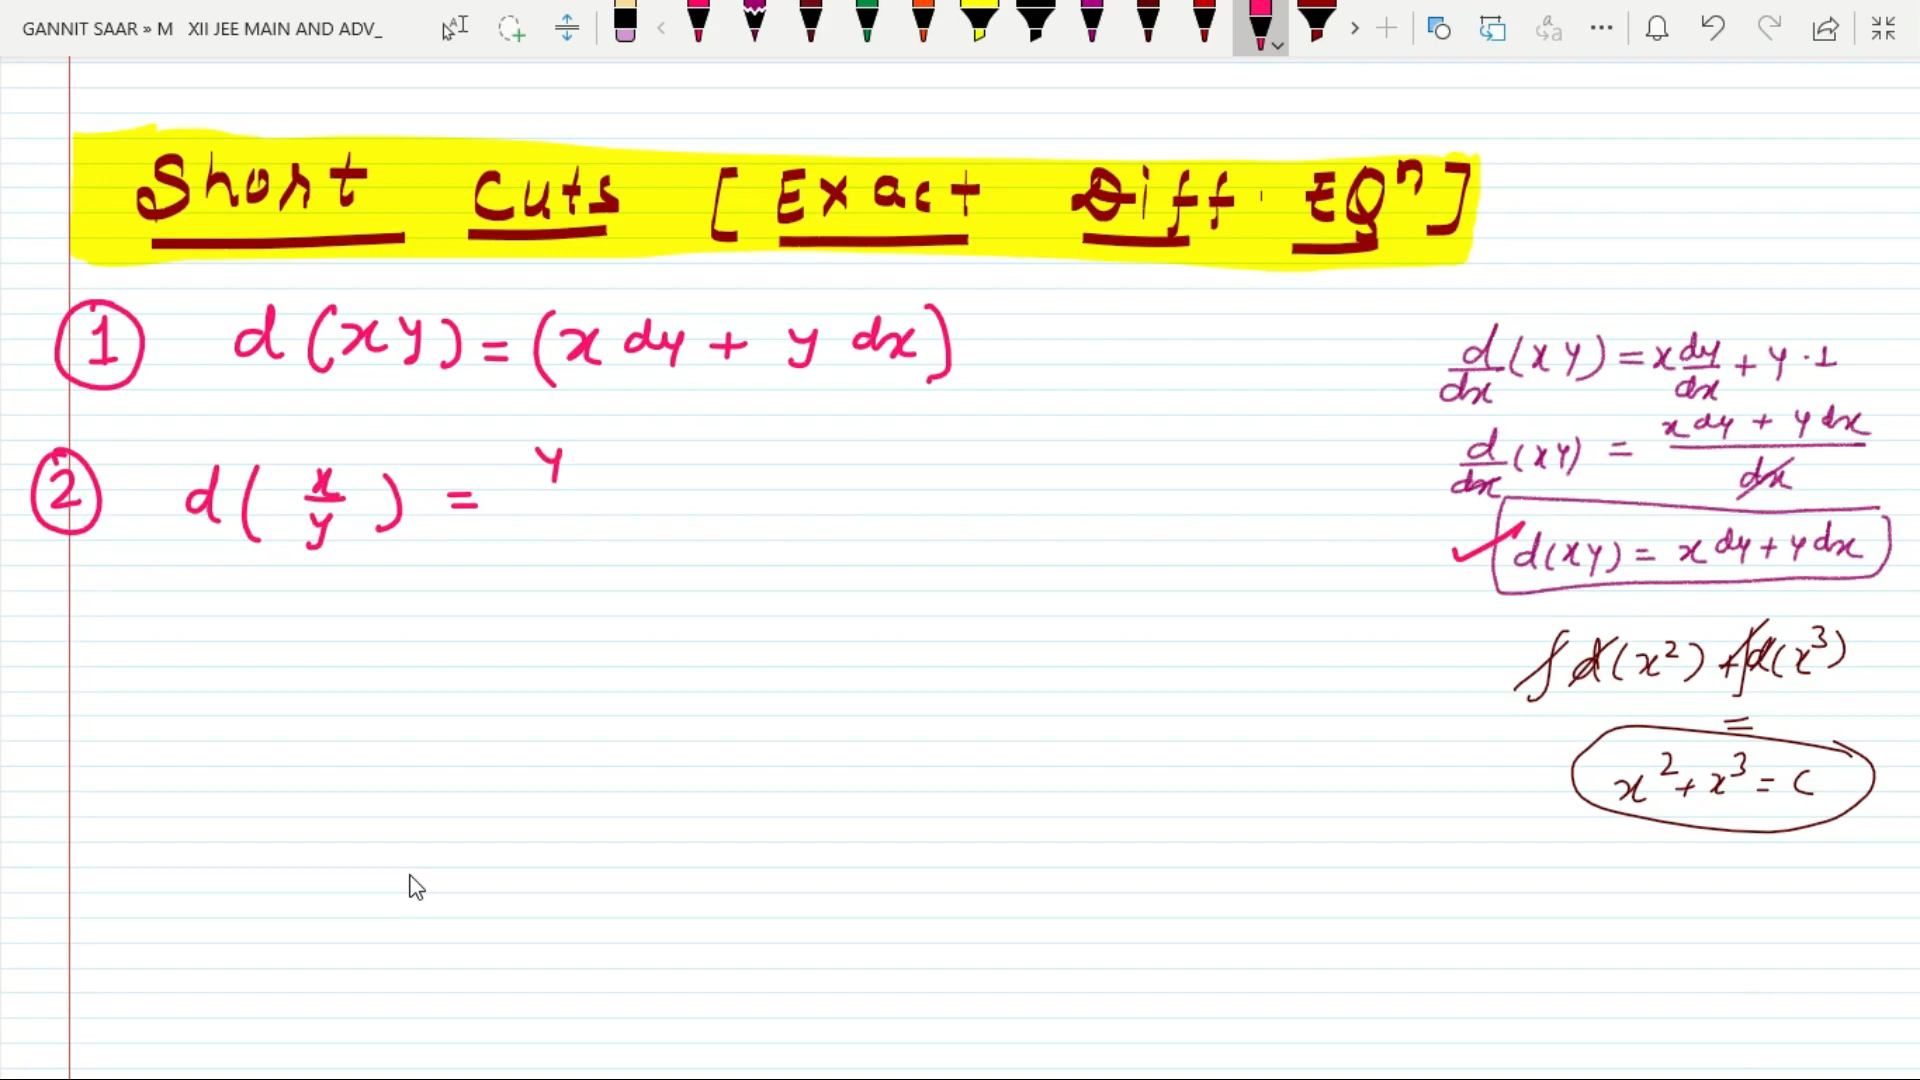 GANNIT SAAR » M XII JEE MAIN AND ADV_
Short Cuts [Exact Diff. EQⁿ]
① d(xy) = (x dy + y dx)
② d(x/y) = y
d/dx (xy) = x dy/dx + y·1
d/dx (xy) = (x dy + y dx)/dx
d(xy) = x dy + y dx
∫d(x²) + ∫d(x³)
=
x² + x³ = c